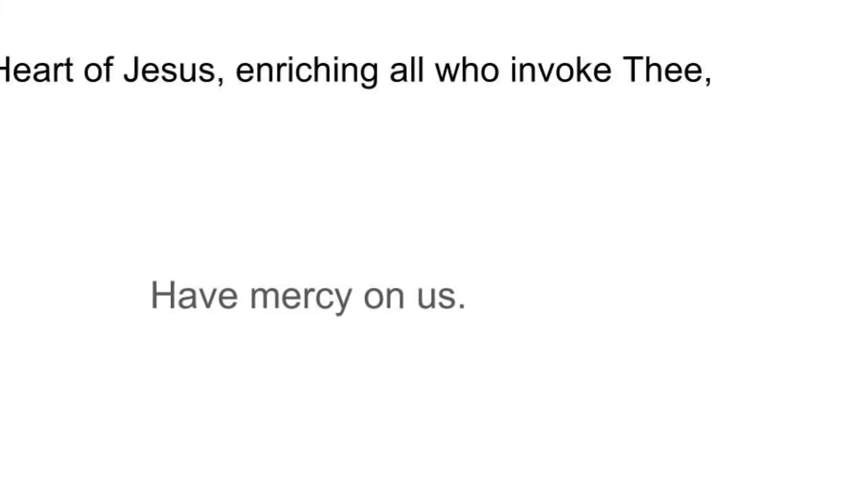 Heart of Jesus, enriching all who invoke Thee,
Have mercy on us.